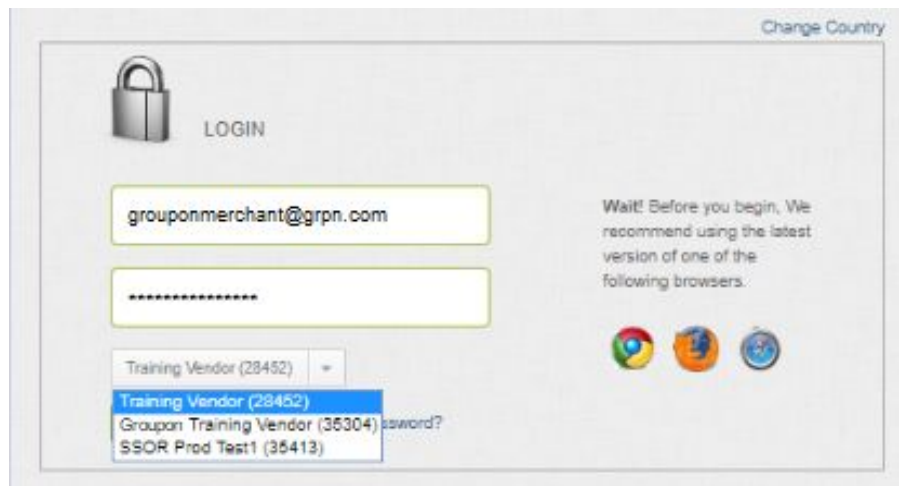 Change Country
LOGIN
grouponmerchant@grpn.com
***************
Wait! Before you begin, We
recommend using the latest
version of one of the
following browsers.
Training Vendor (28452)
Training Vendor (28452)
Groupon Training Vendor (35304)
ssword?
SSOR Prod Test1 (35413)